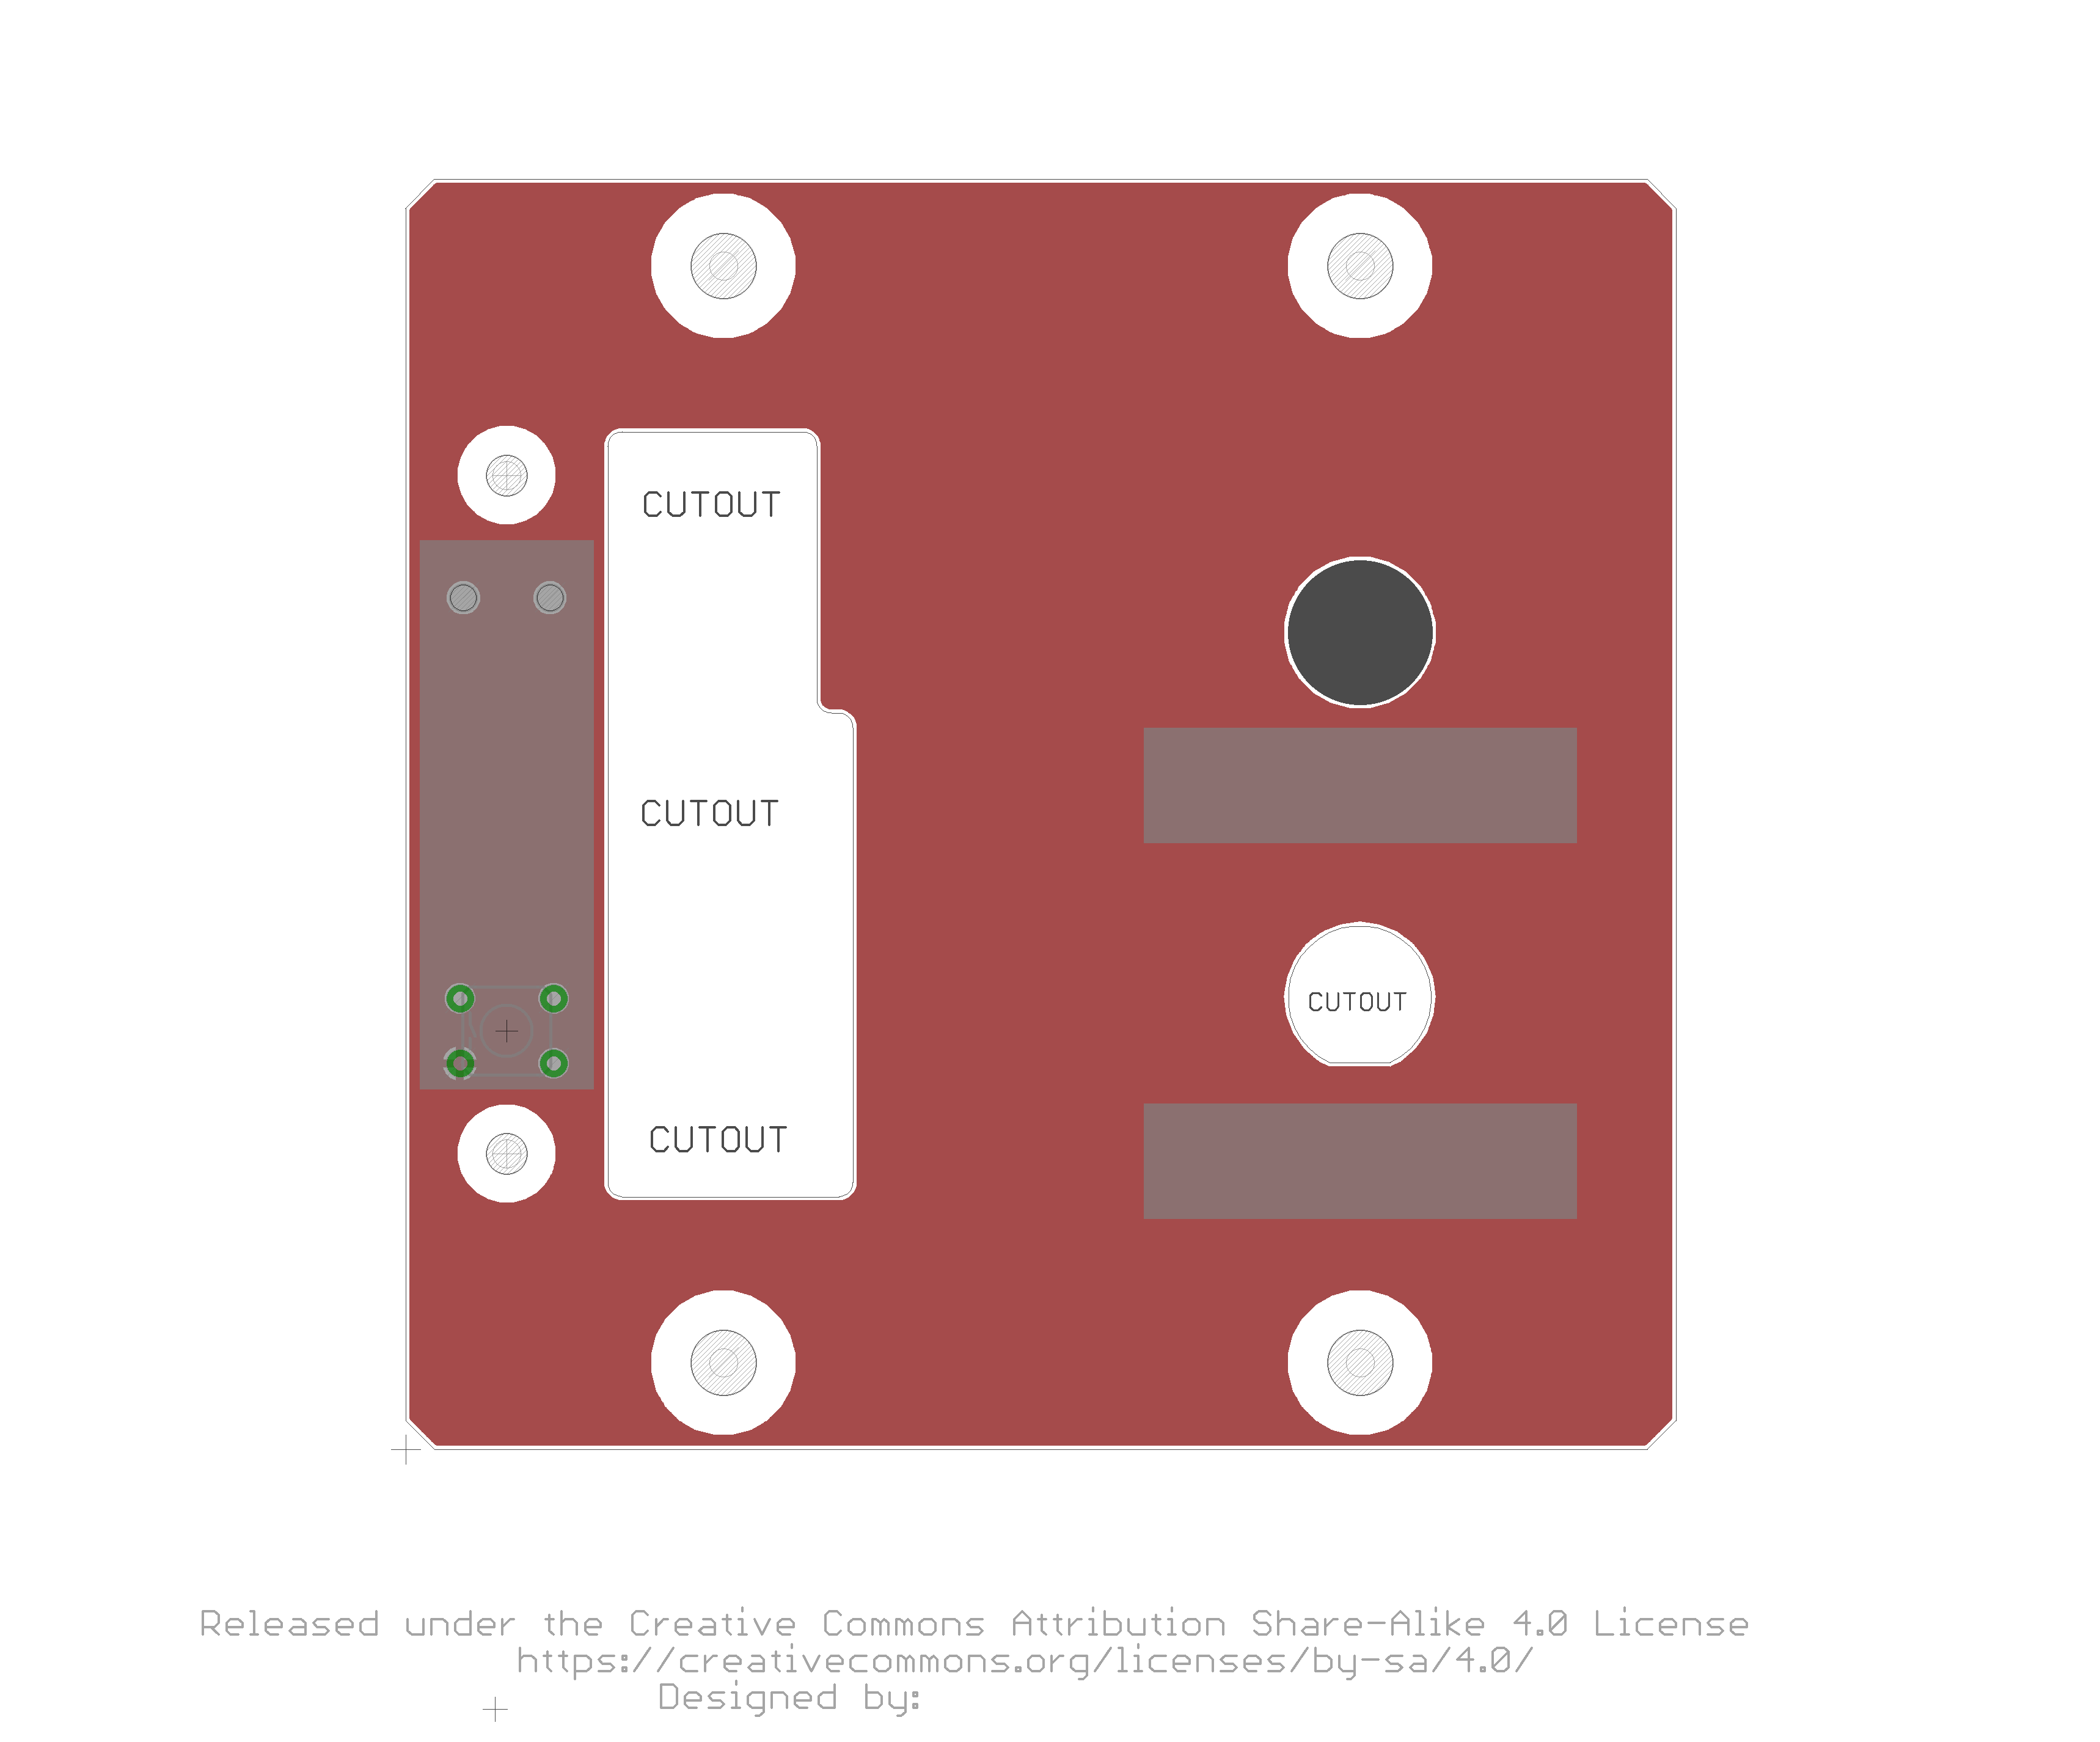 CUTOUT
CUTOUT
CUTOUT
CUTOUT
Released under the Creative Commons Attribution Share-Alike 4.0 License
https://creativecommons.org/licenses/by-sa/4.0/
Designed by: